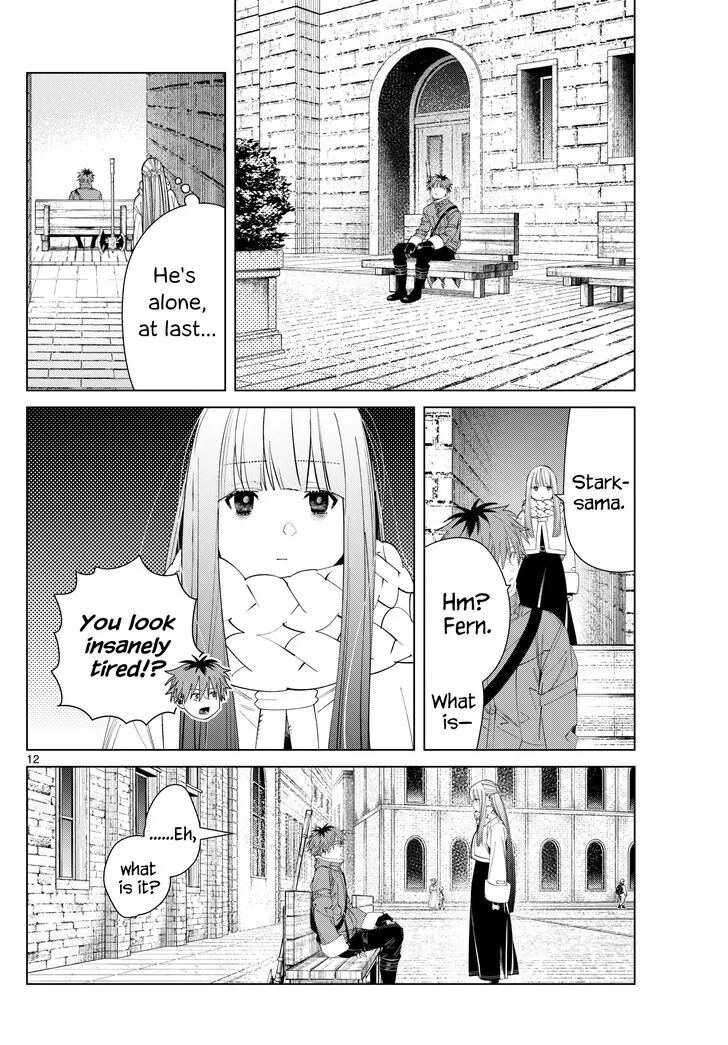 He's
alone,
at last...
Stark-
sama.
Hm?
Fern.
What
is—
You look
insanely
tired!?
12
......Eh,
what
is it?